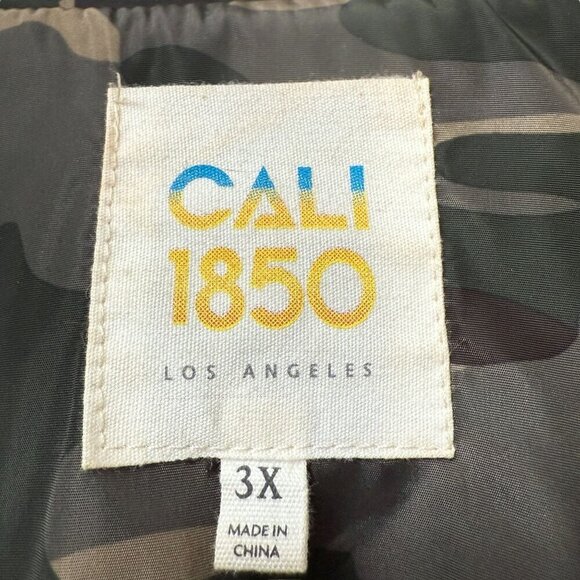 CALI
1850
LOS ANGELES
3X
MADE IN
CHINA